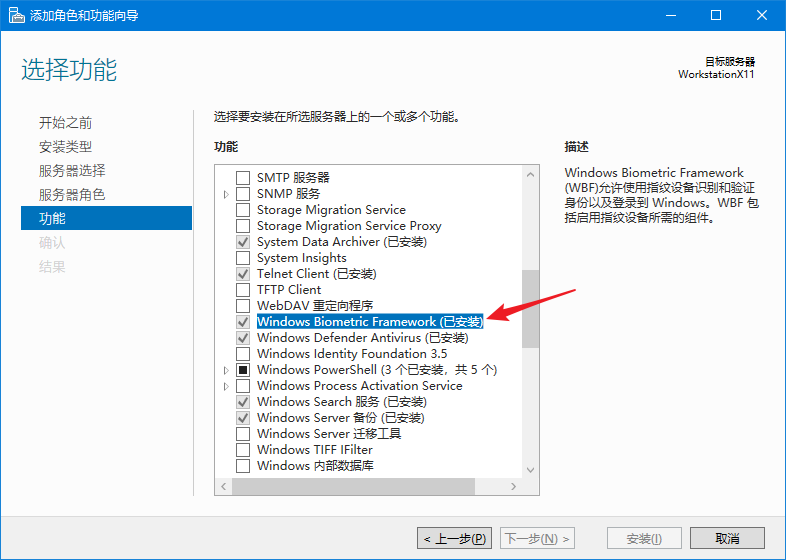 添加角色和功能向导
选择功能
目标服务器
WorkstationX11
开始之前
安装类型
服务器选择
服务器角色
功能
确认
结果
选择要安装在所选服务器上的一个或多个功能。
功能
SMTP 服务器
SNMP 服务
Storage Migration Service
Storage Migration Service Proxy
System Data Archiver (已安装)
System Insights
Telnet Client (已安装)
TFTP Client
WebDAV 重定向程序
Windows Biometric Framework (已安装)
Windows Defender Antivirus (已安装)
Windows Identity Foundation 3.5
Windows PowerShell (3 个已安装，共 5 个)
Windows Process Activation Service
Windows Search 服务 (已安装)
Windows Server 备份 (已安装)
Windows Server 迁移工具
Windows TIFF IFilter
Windows 内部数据库
描述
Windows Biometric Framework
(WBF)允许使用指纹设备识别和验证
身份以及登录到 Windows。WBF 包
括启用指纹设备所需的组件。
< 上一步(P)
下一步(N) >
安装(I)
取消